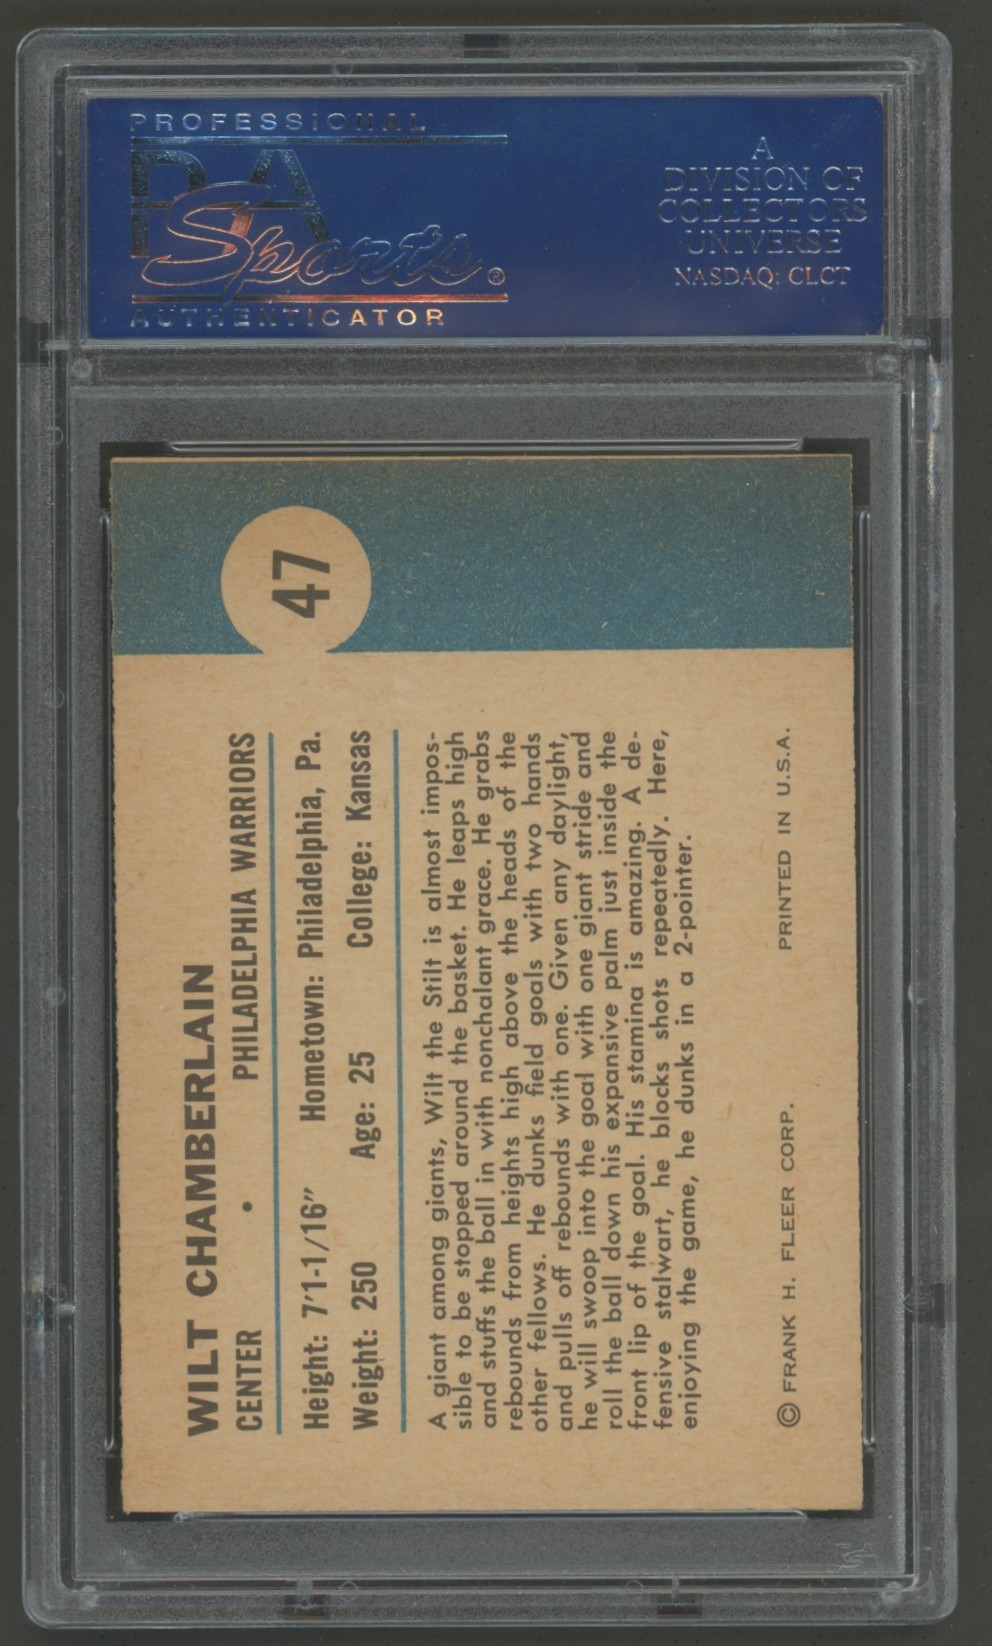 PROFESSIONAL
PSA
Sports®
AUTHENTICATOR
A
DIVISION OF
COLLECTORS
UNIVERSE
NASDAQ: CLCT
47
WILT CHAMBERLAIN
CENTER • PHILADELPHIA WARRIORS
Height: 7'1-1/16" Hometown: Philadelphia, Pa.
Weight: 250 Age: 25 College: Kansas
A giant among giants, Wilt the Stilt is almost impos-
sible to be stopped around the basket. He leaps high
and stuffs the ball in with nonchalant grace. He grabs
rebounds from heights high above the heads of the
other fellows. He dunks field goals with two hands
and pulls off rebounds with one. Given any daylight,
he will swoop into the goal with one giant stride and
roll the ball down his expansive palm just inside the
front lip of the goal. His stamina is amazing. A de-
fensive stalwart, he blocks shots repeatedly. Here,
enjoying the game, he dunks in a 2-pointer.
© FRANK H. FLEER CORP. PRINTED IN U.S.A.
PSA